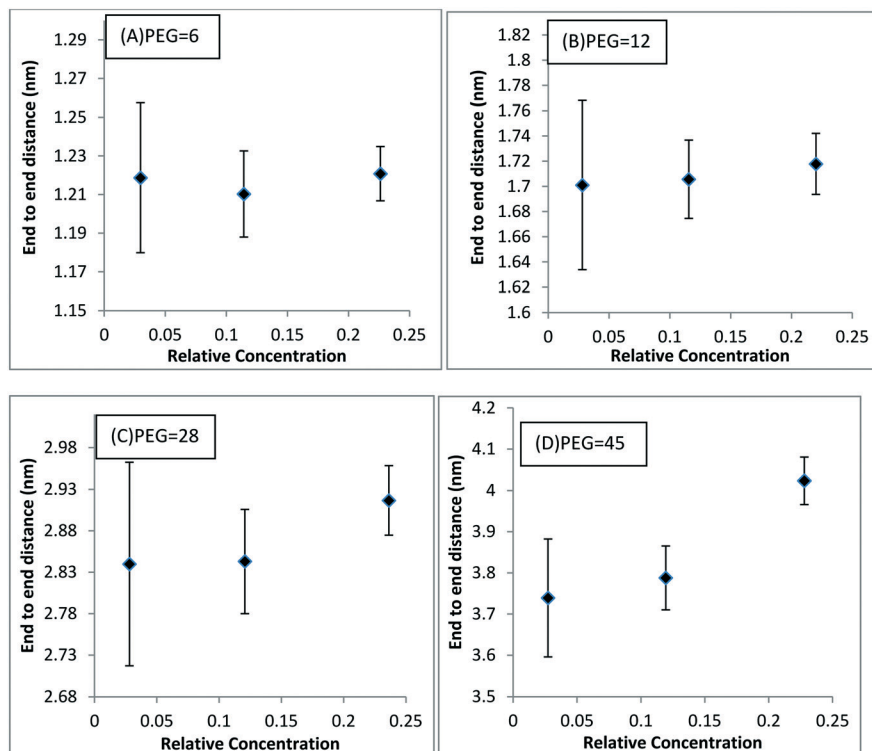 (A)PEG=6
End to end distance (nm)
1.29
1.27
1.25
1.23
1.21
1.19
1.17
1.15
0 0.05 0.1 0.15 0.2 0.25
Relative Concentration
(B)PEG=12
End to end distance (nm)
1.82
1.8
1.78
1.76
1.74
1.72
1.7
1.68
1.66
1.64
1.62
1.6
0 0.05 0.1 0.15 0.2 0.25
Relative Concentration
(C)PEG=28
End to end distance (nm)
2.98
2.93
2.88
2.83
2.78
2.73
2.68
0 0.05 0.1 0.15 0.2 0.25
Relative Concentration
(D)PEG=45
End to end distance (nm)
4.2
4.1
4
3.9
3.8
3.7
3.6
3.5
0 0.05 0.1 0.15 0.2 0.25
Relative Concentration